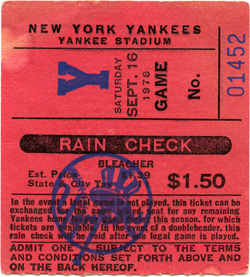 NEW YORK YANKEES
YANKEE STADIUM
Y
SATURDAY
SEPT. 16
1978
GAME
No.
01452
RAIN CHECK
BLEACHER
Est. Price $1.39
State & City Tax
$1.50
In the event a legal game is not played, this ticket can be
exchanged for the same priced seat for any remaining
Yankees home game during this season, for which
tickets are available. In the event of a doubleheader, this
rain check will be void after one legal game is played.
ADMIT ONE - SUBJECT TO THE TERMS
AND CONDITIONS SET FORTH ABOVE AND
ON THE BACK HEREOF.